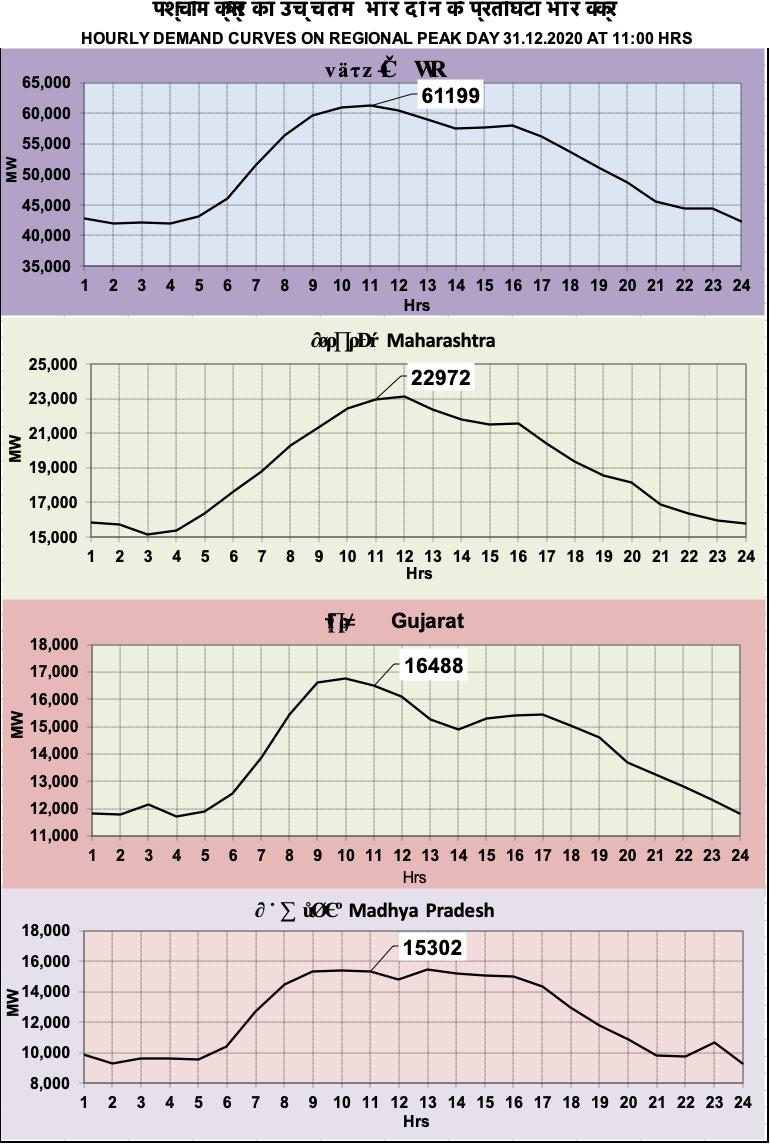 HOURLY DEMAND CURVES ON REGIONAL PEAK DAY 31.12.2020 AT 11:00 HRS
WR
65,000
61199
60,000
55,000
50,000
45,000
40,000
35,000
MW
1 2 3 4 5 6 7 8 9 10 11 12 13 14 15 16 17 18 19 20 21 22 23 24
Hrs
Maharashtra
25,000
22972
23,000
21,000
19,000
17,000
15,000
MW
1 2 3 4 5 6 7 8 9 10 11 12 13 14 15 16 17 18 19 20 21 22 23 24
Hrs
Gujarat
18,000
17,000
16488
16,000
15,000
14,000
13,000
12,000
11,000
MW
1 2 3 4 5 6 7 8 9 10 11 12 13 14 15 16 17 18 19 20 21 22 23 24
Hrs
Madhya Pradesh
18,000
15302
16,000
14,000
12,000
10,000
8,000
MW
1 2 3 4 5 6 7 8 9 10 11 12 13 14 15 16 17 18 19 20 21 22 23 24
Hrs